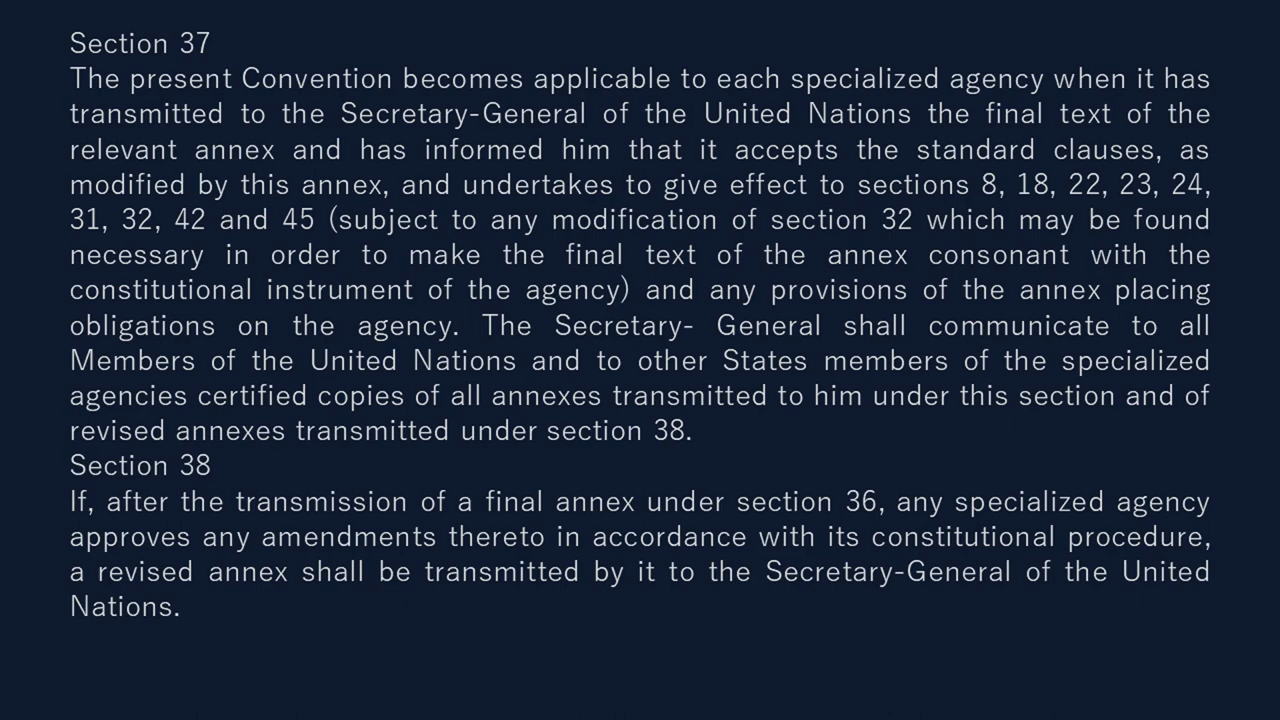 Section 37
The present Convention becomes applicable to each specialized agency when it has
transmitted to the Secretary-General of the United Nations the final text of the
relevant annex and has informed him that it accepts the standard clauses, as
modified by this annex, and undertakes to give effect to sections 8, 18, 22, 23, 24,
31, 32, 42 and 45 (subject to any modification of section 32 which may be found
necessary in order to make the final text of the annex consonant with the
constitutional instrument of the agency) and any provisions of the annex placing
obligations on the agency. The Secretary- General shall communicate to all
Members of the United Nations and to other States members of the specialized
agencies certified copies of all annexes transmitted to him under this section and of
revised annexes transmitted under section 38.
Section 38
If, after the transmission of a final annex under section 36, any specialized agency
approves any amendments thereto in accordance with its constitutional procedure,
a revised annex shall be transmitted by it to the Secretary-General of the United
Nations.